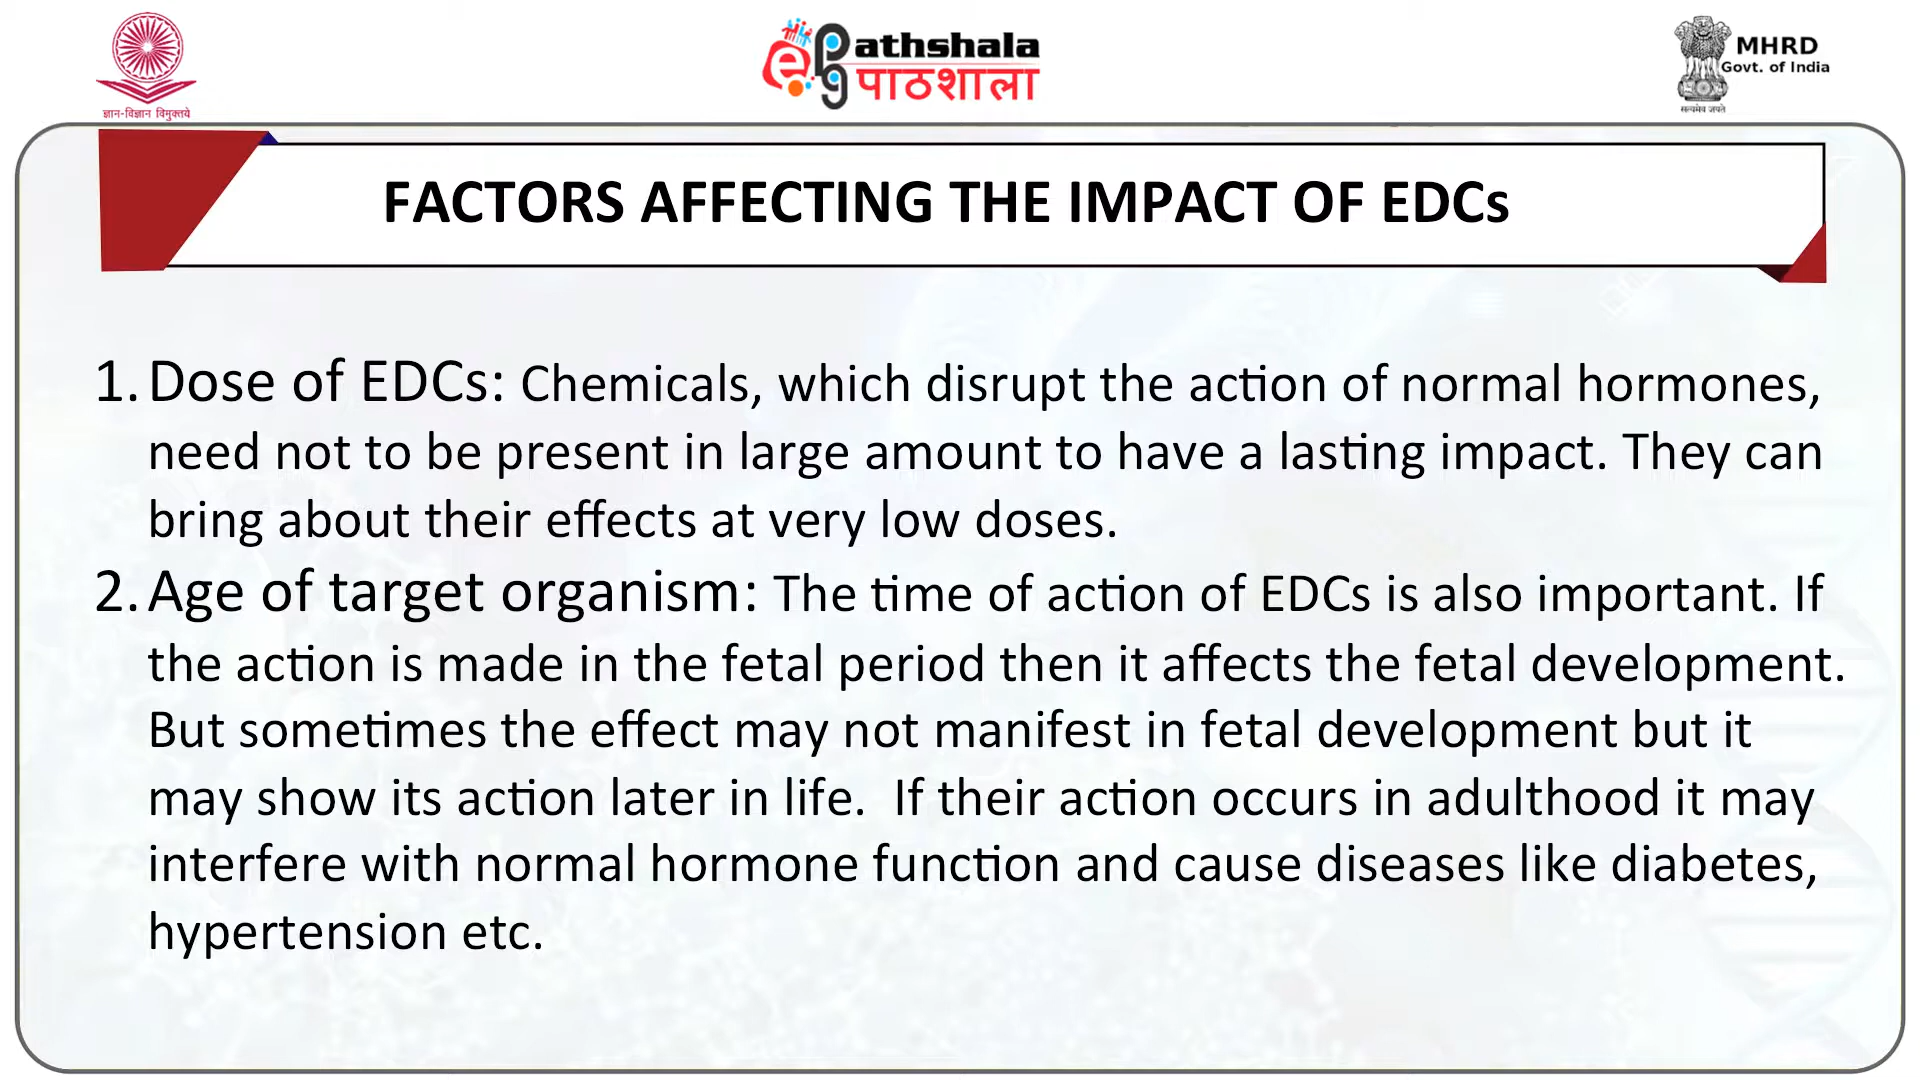 ज्ञान-विज्ञान विमुक्तये
ePG athshala
पाठशाला
MHRD
Govt. of India
सत्यमेव जयते
FACTORS AFFECTING THE IMPACT OF EDCs
1. Dose of EDCs: Chemicals, which disrupt the action of normal hormones,
need not to be present in large amount to have a lasting impact. They can
bring about their effects at very low doses.
2. Age of target organism: The time of action of EDCs is also important. If
the action is made in the fetal period then it affects the fetal development.
But sometimes the effect may not manifest in fetal development but it
may show its action later in life.  If their action occurs in adulthood it may
interfere with normal hormone function and cause diseases like diabetes,
hypertension etc.